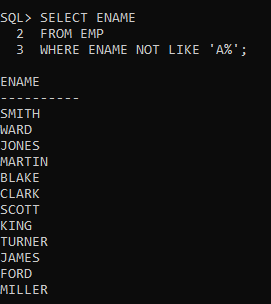 SQL> SELECT ENAME
2 FROM EMP
3 WHERE ENAME NOT LIKE 'A%';
ENAME
----------
SMITH
WARD
JONES
MARTIN
BLAKE
CLARK
SCOTT
KING
TURNER
JAMES
FORD
MILLER